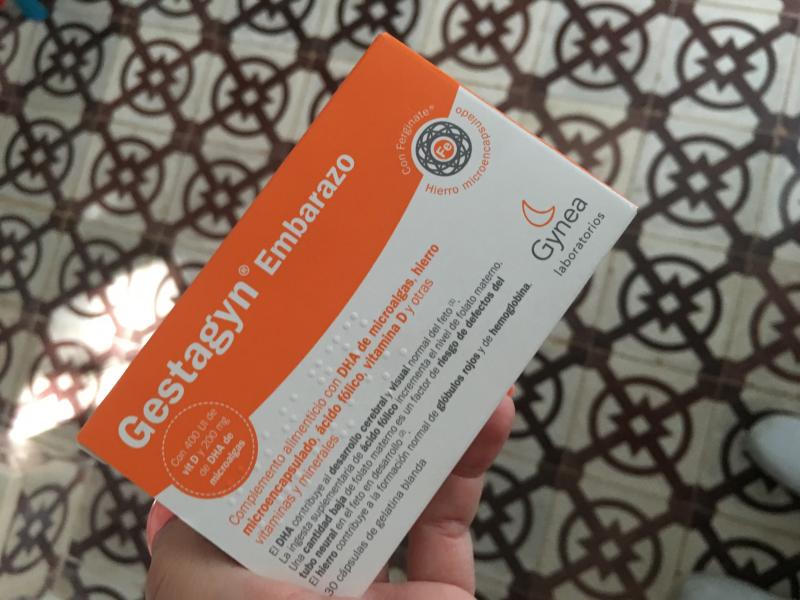 Gestagyn® Embarazo
Con Ferginate®
Fe
Hierro microencapsulado
Gynea
laboratorios
Con 400 UI de
vit D y 200 mg
de DHA de
microalgas
Complemento alimenticio con DHA de microalgas, hierro
microencapsulado, ácido fólico, vitamina D y otras
vitaminas y minerales
El DHA contribuye al desarrollo cerebral y visual normal del feto (1).
La ingesta suplementaria de ácido fólico incrementa el nivel de folato materno.
Una cantidad baja de folato materno es un factor de riesgo de defectos del
tubo neural en el feto en desarrollo (2).
El hierro contribuye a la formación normal de glóbulos rojos y de hemoglobina.
30 cápsulas de gelatina blanda